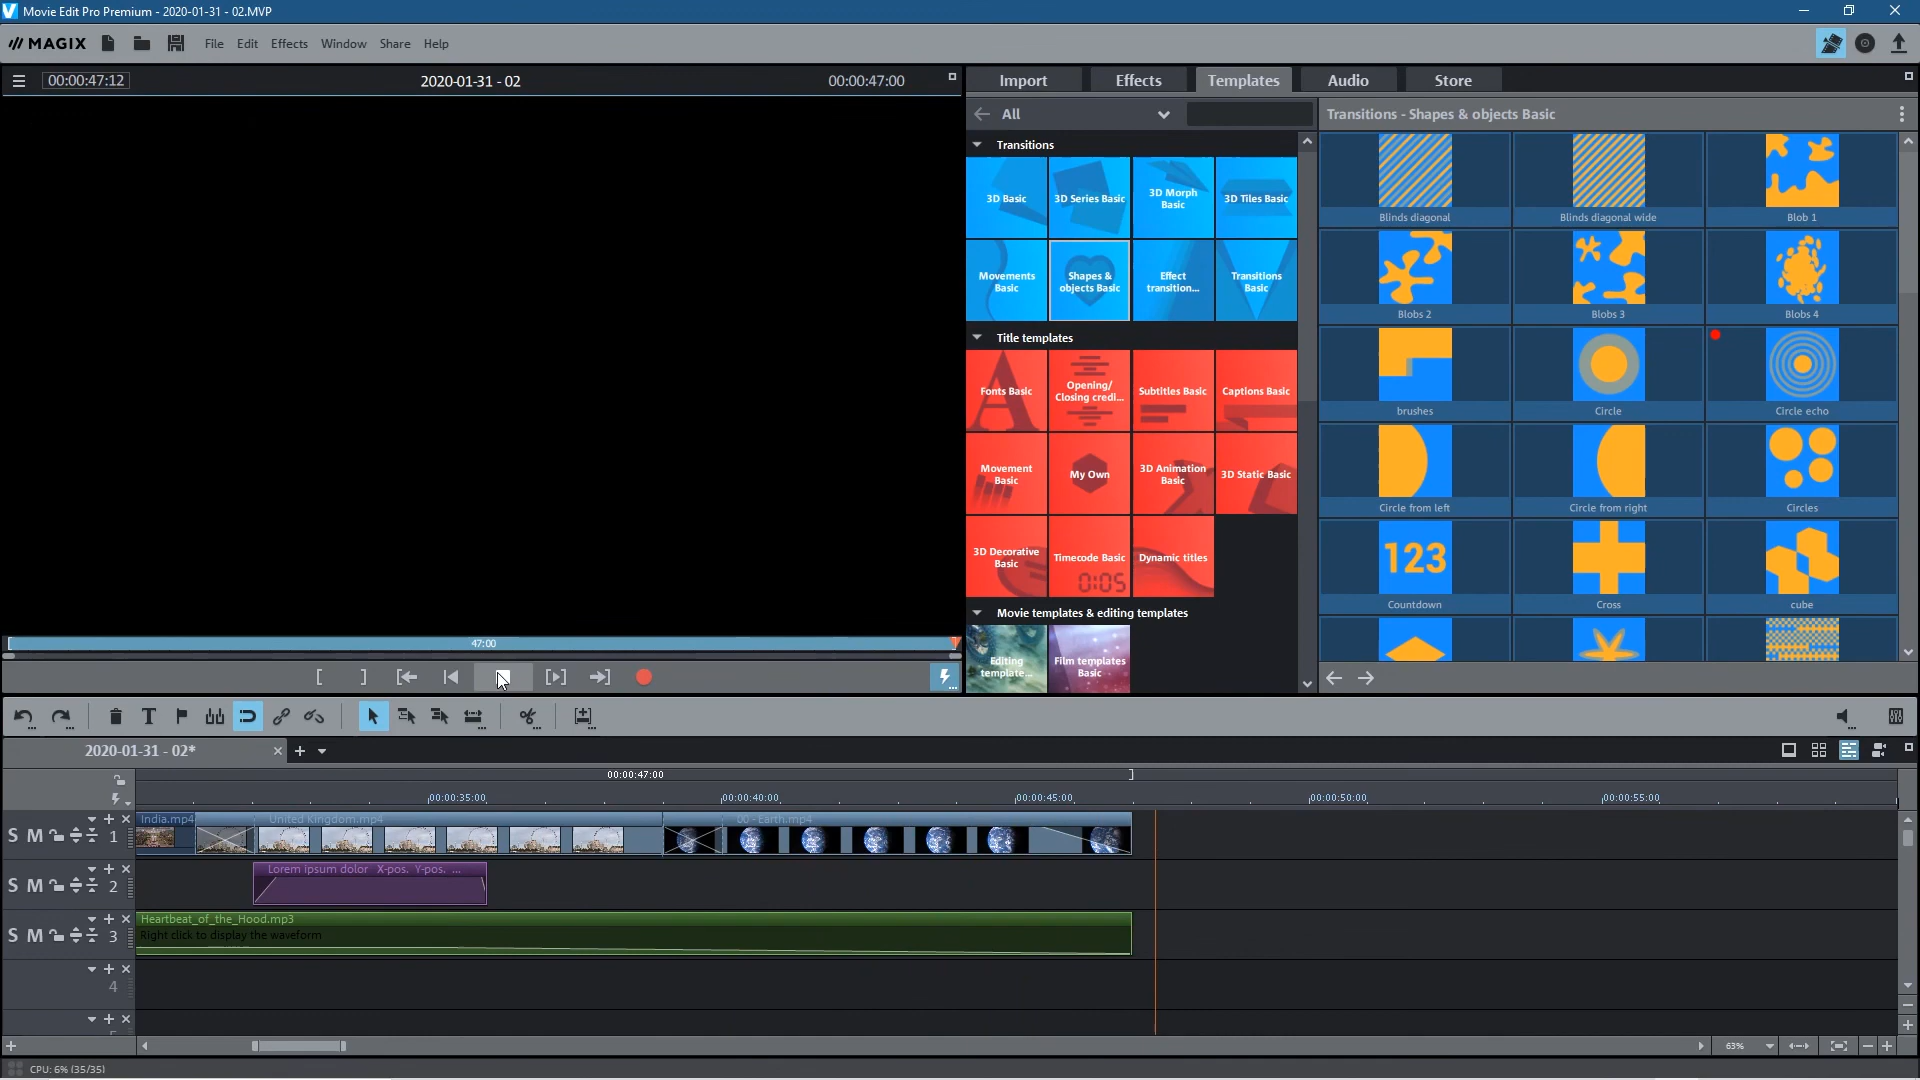 Movie Edit Pro Premium - 2020-01-31 - 02.MVP
MAGIX File Edit Effects Window Share Help
00:00:47:12 2020-01-31 - 02 00:00:47:00
Import Effects Templates Audio Store
All
Transitions - Shapes & objects Basic
Transitions
3D Basic 3D Series Basic 3D Morph Basic 3D Tiles Basic
Movements Basic Shapes & objects Basic Effect transition... Transitions Basic
Title templates
Fonts Basic Opening/ Closing credi... Subtitles Basic Captions Basic
Movement Basic My Own 3D Animation Basic 3D Static Basic
3D Decorative Basic Timecode Basic 0:05 Dynamic titles
Movie templates & editing templates
Editing template... Film templates Basic
Blinds diagonal Blinds diagonal wide Blob 1
Blobs 2 Blobs 3 Blobs 4
brushes Circle Circle echo
Circle from left Circle from right Circles
123
Countdown Cross cube
47:00
2020-01-31 - 02*
00:00:47:00
00:00:35:00 00:00:40:00 00:00:45:00 00:00:50:00 00:00:55:00
S M 1
India.mp4 United Kingdom.mp4 00 - Earth.mp4
S M 2
Lorem ipsum dolor X-pos. Y-pos. ...
S M 3
Heartbeat_of_the_Hood.mp3
Right click to display the waveform
4
63%
CPU: 6% (35/35)